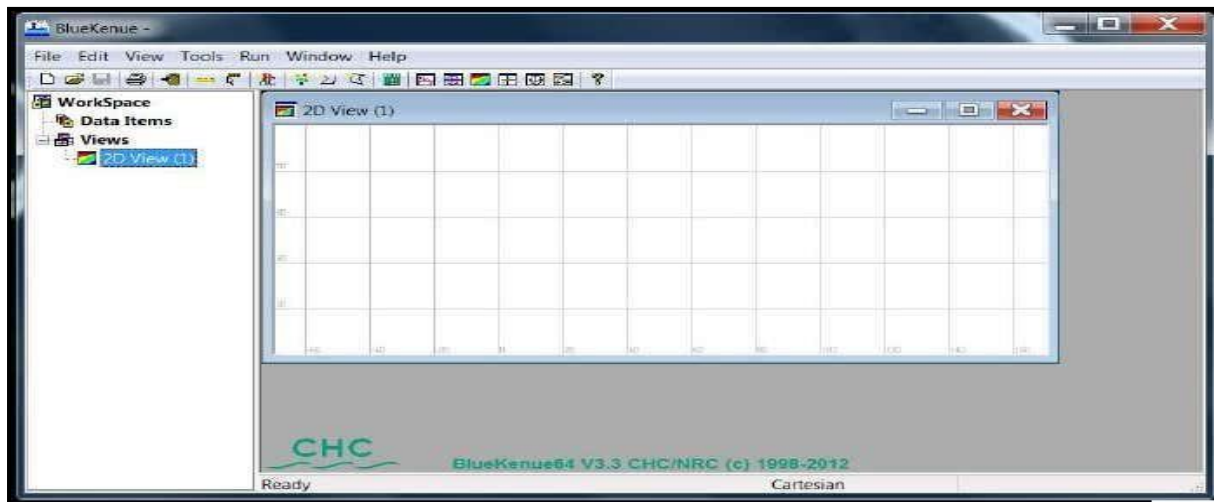 BlueKenue -
File Edit View Tools Run Window Help
WorkSpace
Data Items
Views
2D View (1)
2D View (1)
CHC
BlueKenue64 V3.3 CHC/NRC (c) 1998-2012
Ready Cartesian